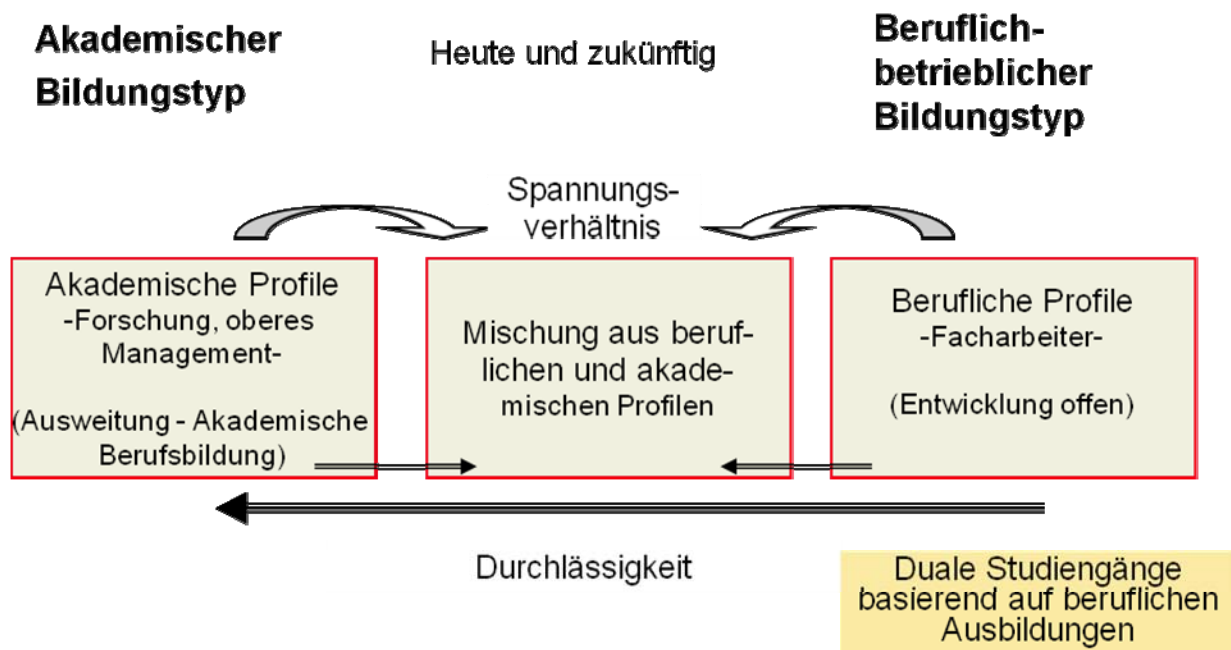 Akademischer
Bildungstyp
Heute und zukünftig
Beruflich-
betrieblicher
Bildungstyp
Spannungs-
verhältnis
Akademische Profile
-Forschung, oberes
Management-
(Ausweitung - Akademische
Berufsbildung)
Mischung aus beruf-
lichen und akade-
mischen Profilen
Berufliche Profile
-Facharbeiter-
(Entwicklung offen)
Durchlässigkeit
Duale Studiengänge
basierend auf beruflichen
Ausbildungen